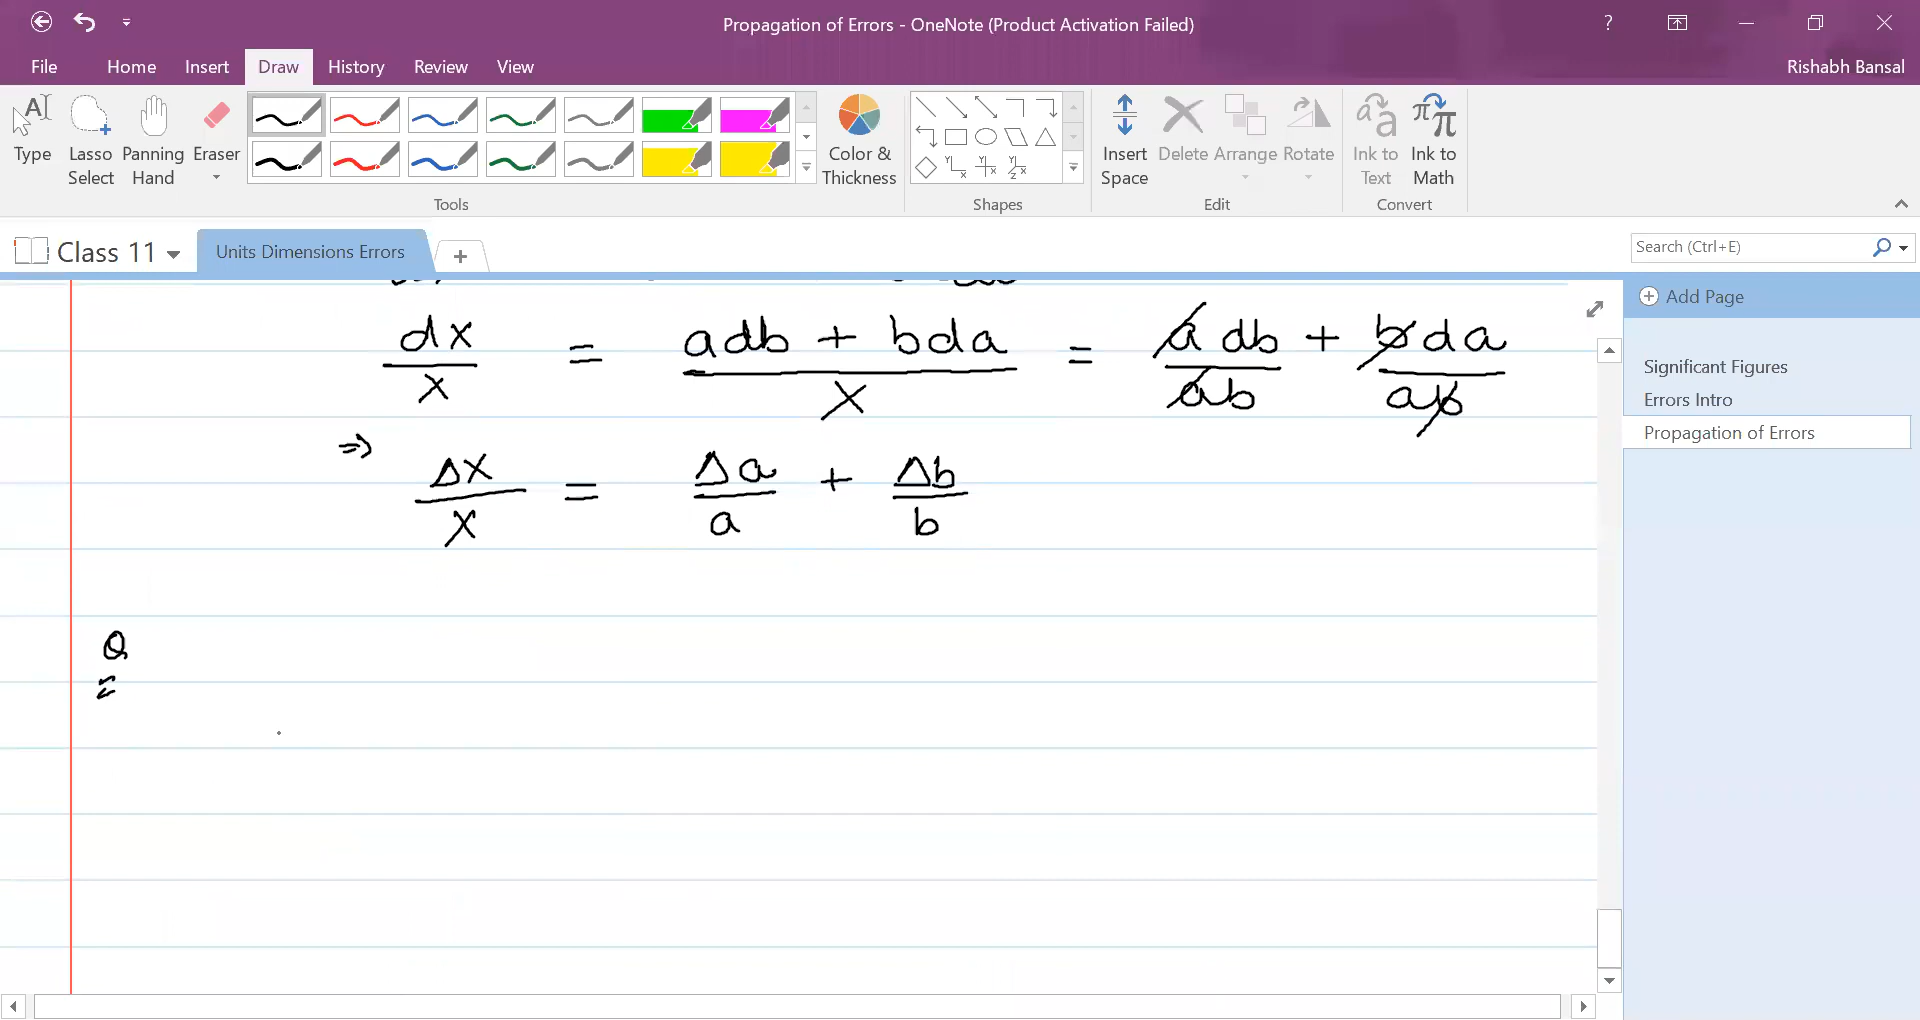 Propagation of Errors - OneNote (Product Activation Failed)
?
File Home Insert Draw History Review View
Rishabh Bansal
Type
Lasso Select
Panning Hand
Eraser
Color & Thickness
Insert Space
Delete
Arrange
Rotate
Ink to Text
Ink to Math
Tools
Shapes
Edit
Convert
Class 11
Units Dimensions Errors
Search (Ctrl+E)
Add Page
Significant Figures
Errors Intro
Propagation of Errors
dx/x = (adb + bda)/x = a db/ab + b da/ab
⇒ Δx/x = Δa/a + Δb/b
Q